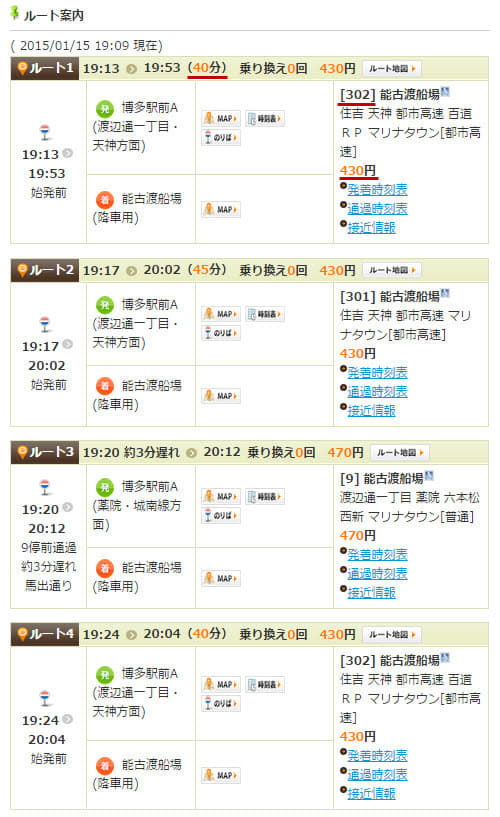 ルート案内
( 2015/01/15 19:09 現在)
ルート1 19:13 19:53 (40分) 乗り換え0回 430円 ルート地図
19:13
19:53
始発前
発 博多駅前A
(渡辺通一丁目・
天神方面)
MAP 時刻表
のりば
着 能古渡船場
(降車用)
MAP
[302] 能古渡船場
住吉 天神 都市高速 百道
ＲＰ マリナタウン[都市高
速]
430円
発着時刻表
通過時刻表
接近情報
ルート2 19:17 20:02 (45分) 乗り換え0回 430円 ルート地図
19:17
20:02
始発前
発 博多駅前A
(渡辺通一丁目・
天神方面)
MAP 時刻表
のりば
着 能古渡船場
(降車用)
MAP
[301] 能古渡船場
住吉 天神 都市高速 マリ
ナタウン[都市高速]
430円
発着時刻表
通過時刻表
接近情報
ルート3 19:20 約3分遅れ 20:12 乗り換え0回 470円 ルート地図
19:20
20:12
9停前通過
約3分遅れ
馬出通り
発 博多駅前A
(薬院・城南線方
面)
MAP 時刻表
のりば
着 能古渡船場
(降車用)
MAP
[9] 能古渡船場
渡辺通一丁目 薬院 六本松
西新 マリナタウン[普通]
470円
発着時刻表
通過時刻表
接近情報
ルート4 19:24 20:04 (40分) 乗り換え0回 430円 ルート地図
19:24
20:04
始発前
発 博多駅前A
(渡辺通一丁目・
天神方面)
MAP 時刻表
のりば
着 能古渡船場
(降車用)
MAP
[302] 能古渡船場
住吉 天神 都市高速 百道
ＲＰ マリナタウン[都市高
速]
430円
発着時刻表
通過時刻表
接近情報